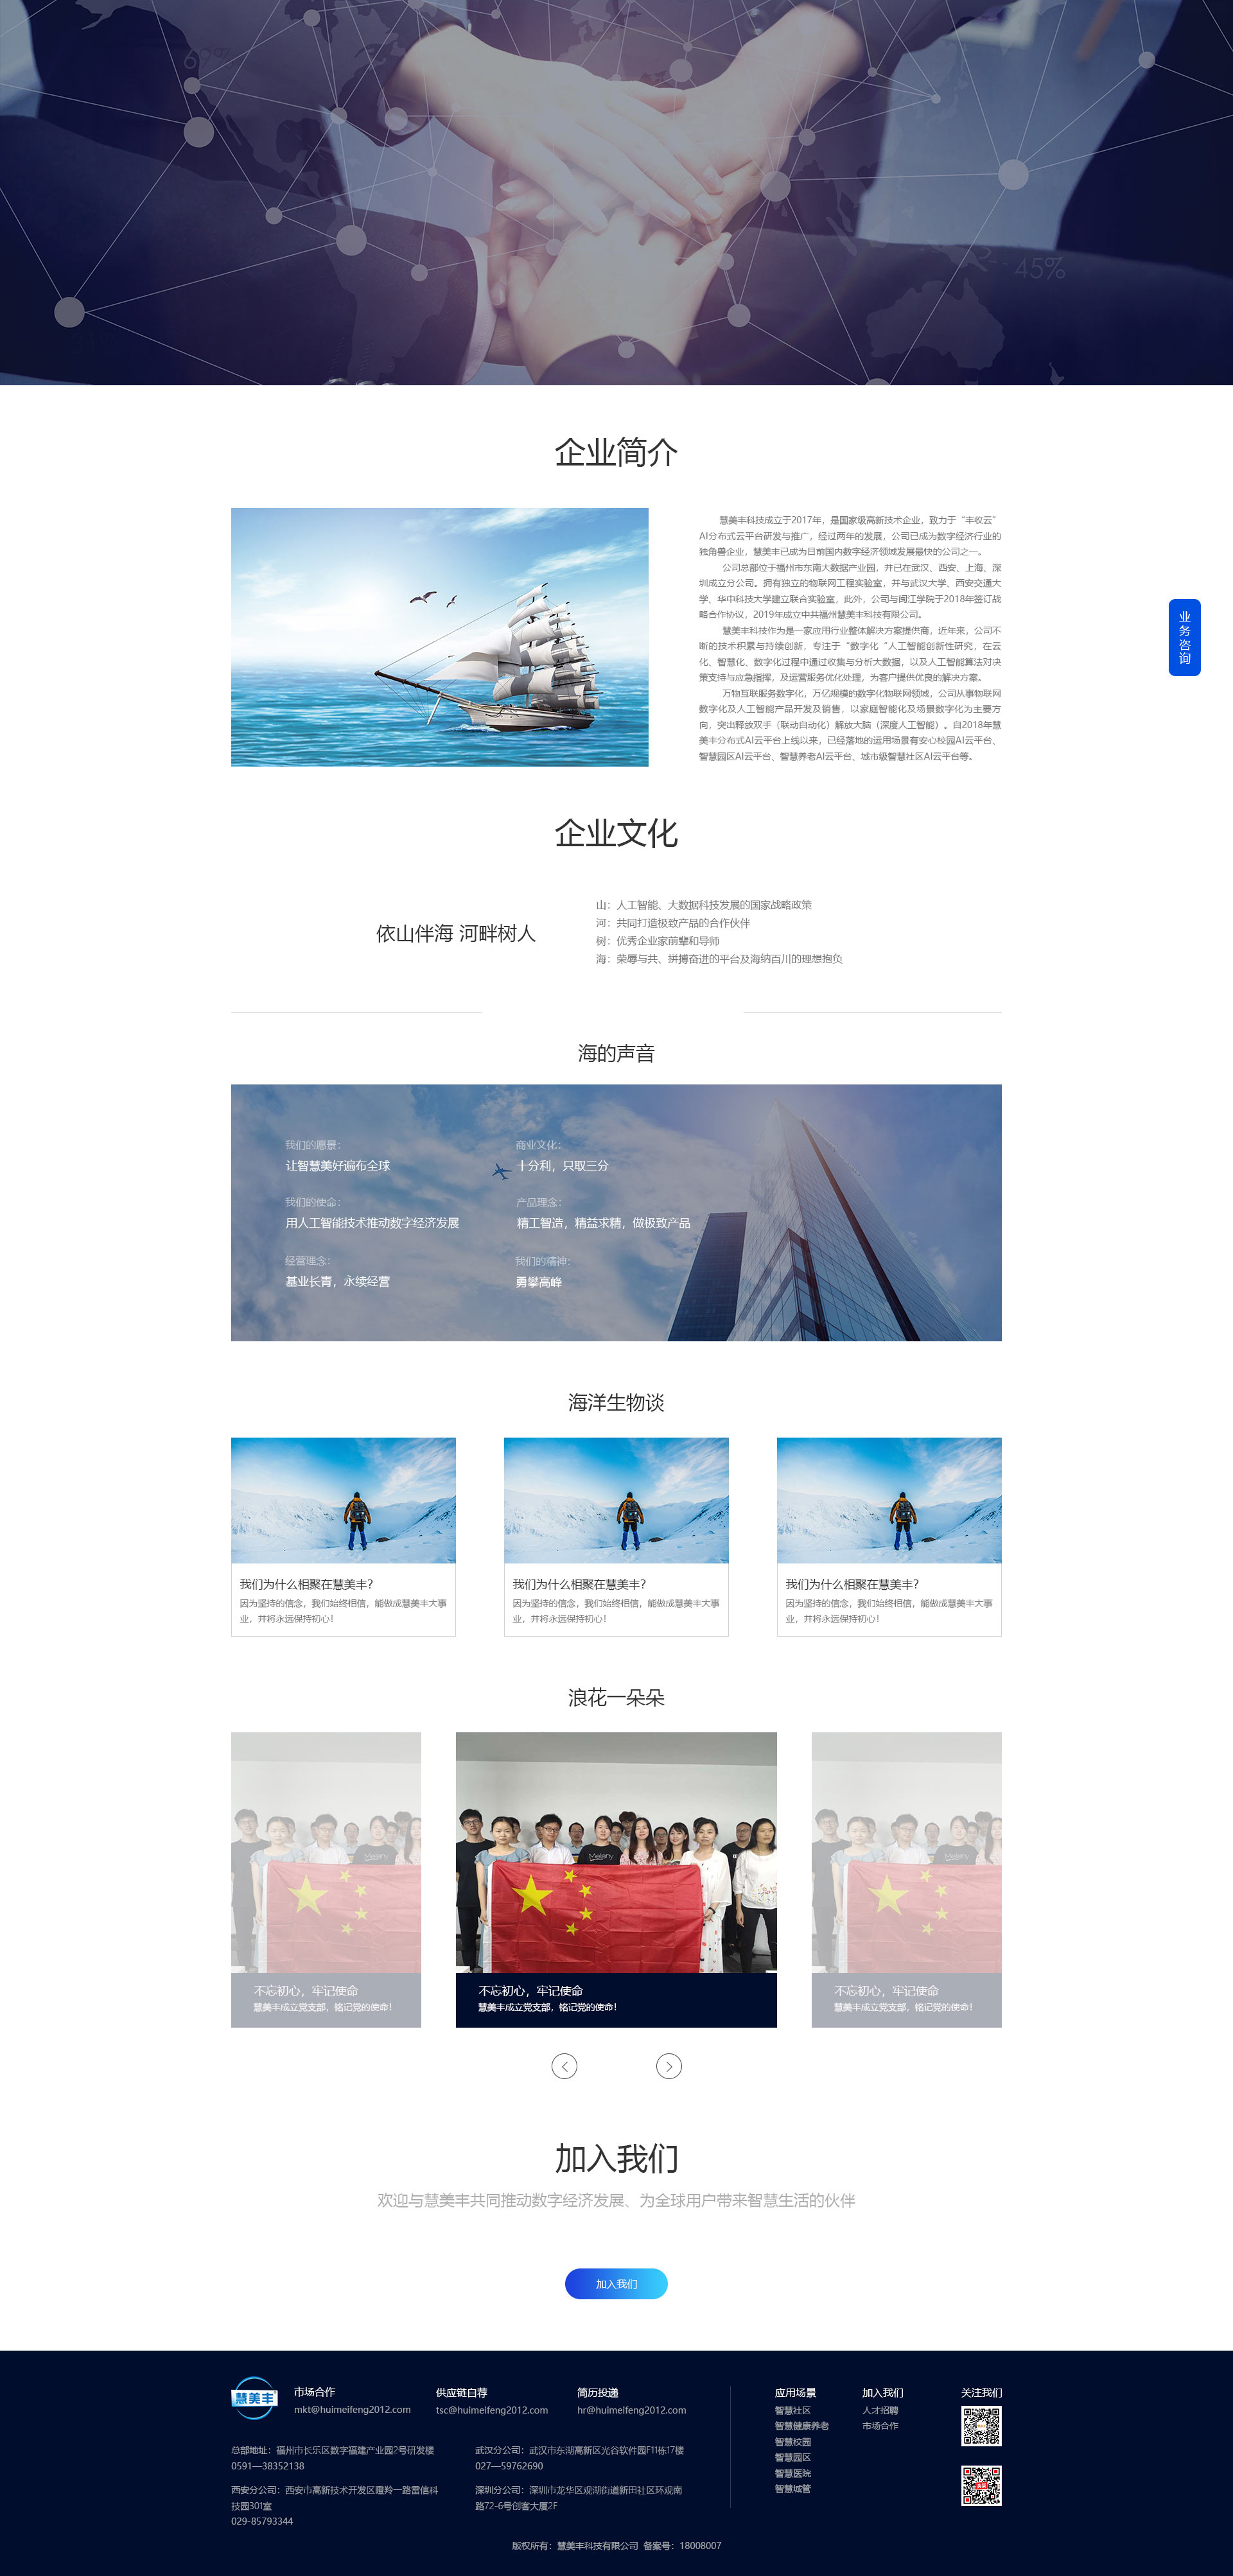 60%
45%
企业简介
慧美丰科技成立于2017年，是国家级高新技术企业，致力于“丰收云”
AI分布式云平台研发与推广，经过两年的发展，公司已成为数字经济行业的
独角兽企业，慧美丰已成为目前国内数字经济领域发展最快的公司之一。
公司总部位于福州市东南大数据产业园，并已在武汉、西安、上海、深
圳成立分公司。拥有独立的物联网工程实验室，并与武汉大学、西安交通大
学、华中科技大学建立联合实验室，此外，公司与闽江学院于2018年签订战
略合作协议，2019年成立中共福州慧美丰科技有限公司。
慧美丰科技作为是一家应用行业整体解决方案提供商，近年来，公司不
断的技术积累与持续创新，专注于“数字化“人工智能创新性研究，在云
化、智慧化、数字化过程中通过收集与分析大数据，以及人工智能算法对决
策支持与应急指挥，及运营服务优化处理，为客户提供优良的解决方案。
万物互联服务数字化，万亿规模的数字化物联网领域，公司从事物联网
数字化及人工智能产品开发及销售，以家庭智能化及场景数字化为主要方
向，突出释放双手（联动自动化）解放大脑（深度人工智能）。自2018年慧
美丰分布式AI云平台上线以来，已经落地的运用场景有安心校园AI云平台、
智慧园区AI云平台、智慧养老AI云平台、城市级智慧社区AI云平台等。
业
务
咨
询
企业文化
依山伴海 河畔树人
山：人工智能、大数据科技发展的国家战略政策
河：共同打造极致产品的合作伙伴
树：优秀企业家前辈和导师
海：荣辱与共、拼搏奋进的平台及海纳百川的理想抱负
海的声音
我们的愿景：
让智慧美好遍布全球
商业文化：
十分利，只取三分
我们的使命：
用人工智能技术推动数字经济发展
产品理念：
精工智造，精益求精，做极致产品
经营理念：
基业长青，永续经营
我们的精神：
勇攀高峰
海洋生物谈
我们为什么相聚在慧美丰？
因为坚持的信念，我们始终相信，能做成慧美丰大事
业，并将永远保持初心！
我们为什么相聚在慧美丰？
因为坚持的信念，我们始终相信，能做成慧美丰大事
业，并将永远保持初心！
我们为什么相聚在慧美丰？
因为坚持的信念，我们始终相信，能做成慧美丰大事
业，并将永远保持初心！
浪花一朵朵
不忘初心，牢记使命
慧美丰成立党支部，铭记党的使命！
不忘初心，牢记使命
慧美丰成立党支部，铭记党的使命！
不忘初心，牢记使命
慧美丰成立党支部，铭记党的使命！
加入我们
欢迎与慧美丰共同推动数字经济发展、为全球用户带来智慧生活的伙伴
加入我们
慧美丰
市场合作
mkt@huimeifeng2012.com
供应链自荐
tsc@huimeifeng2012.com
简历投递
hr@huimeifeng2012.com
总部地址：福州市长乐区数字福建产业园2号研发楼
0591—38352138
武汉分公司：武汉市东湖高新区光谷软件园F11栋17楼
027—59762690
西安分公司：西安市高新技术开发区瞪羚一路雷信科
技园301室
029-85793344
深圳分公司：深圳市龙华区观湖街道新田社区环观南
路72-6号创客大厦2F
应用场景
智慧社区
智慧健康养老
智慧校园
智慧园区
智慧医院
智慧城管
加入我们
人才招聘
市场合作
关注我们
版权所有：慧美丰科技有限公司 备案号：18008007